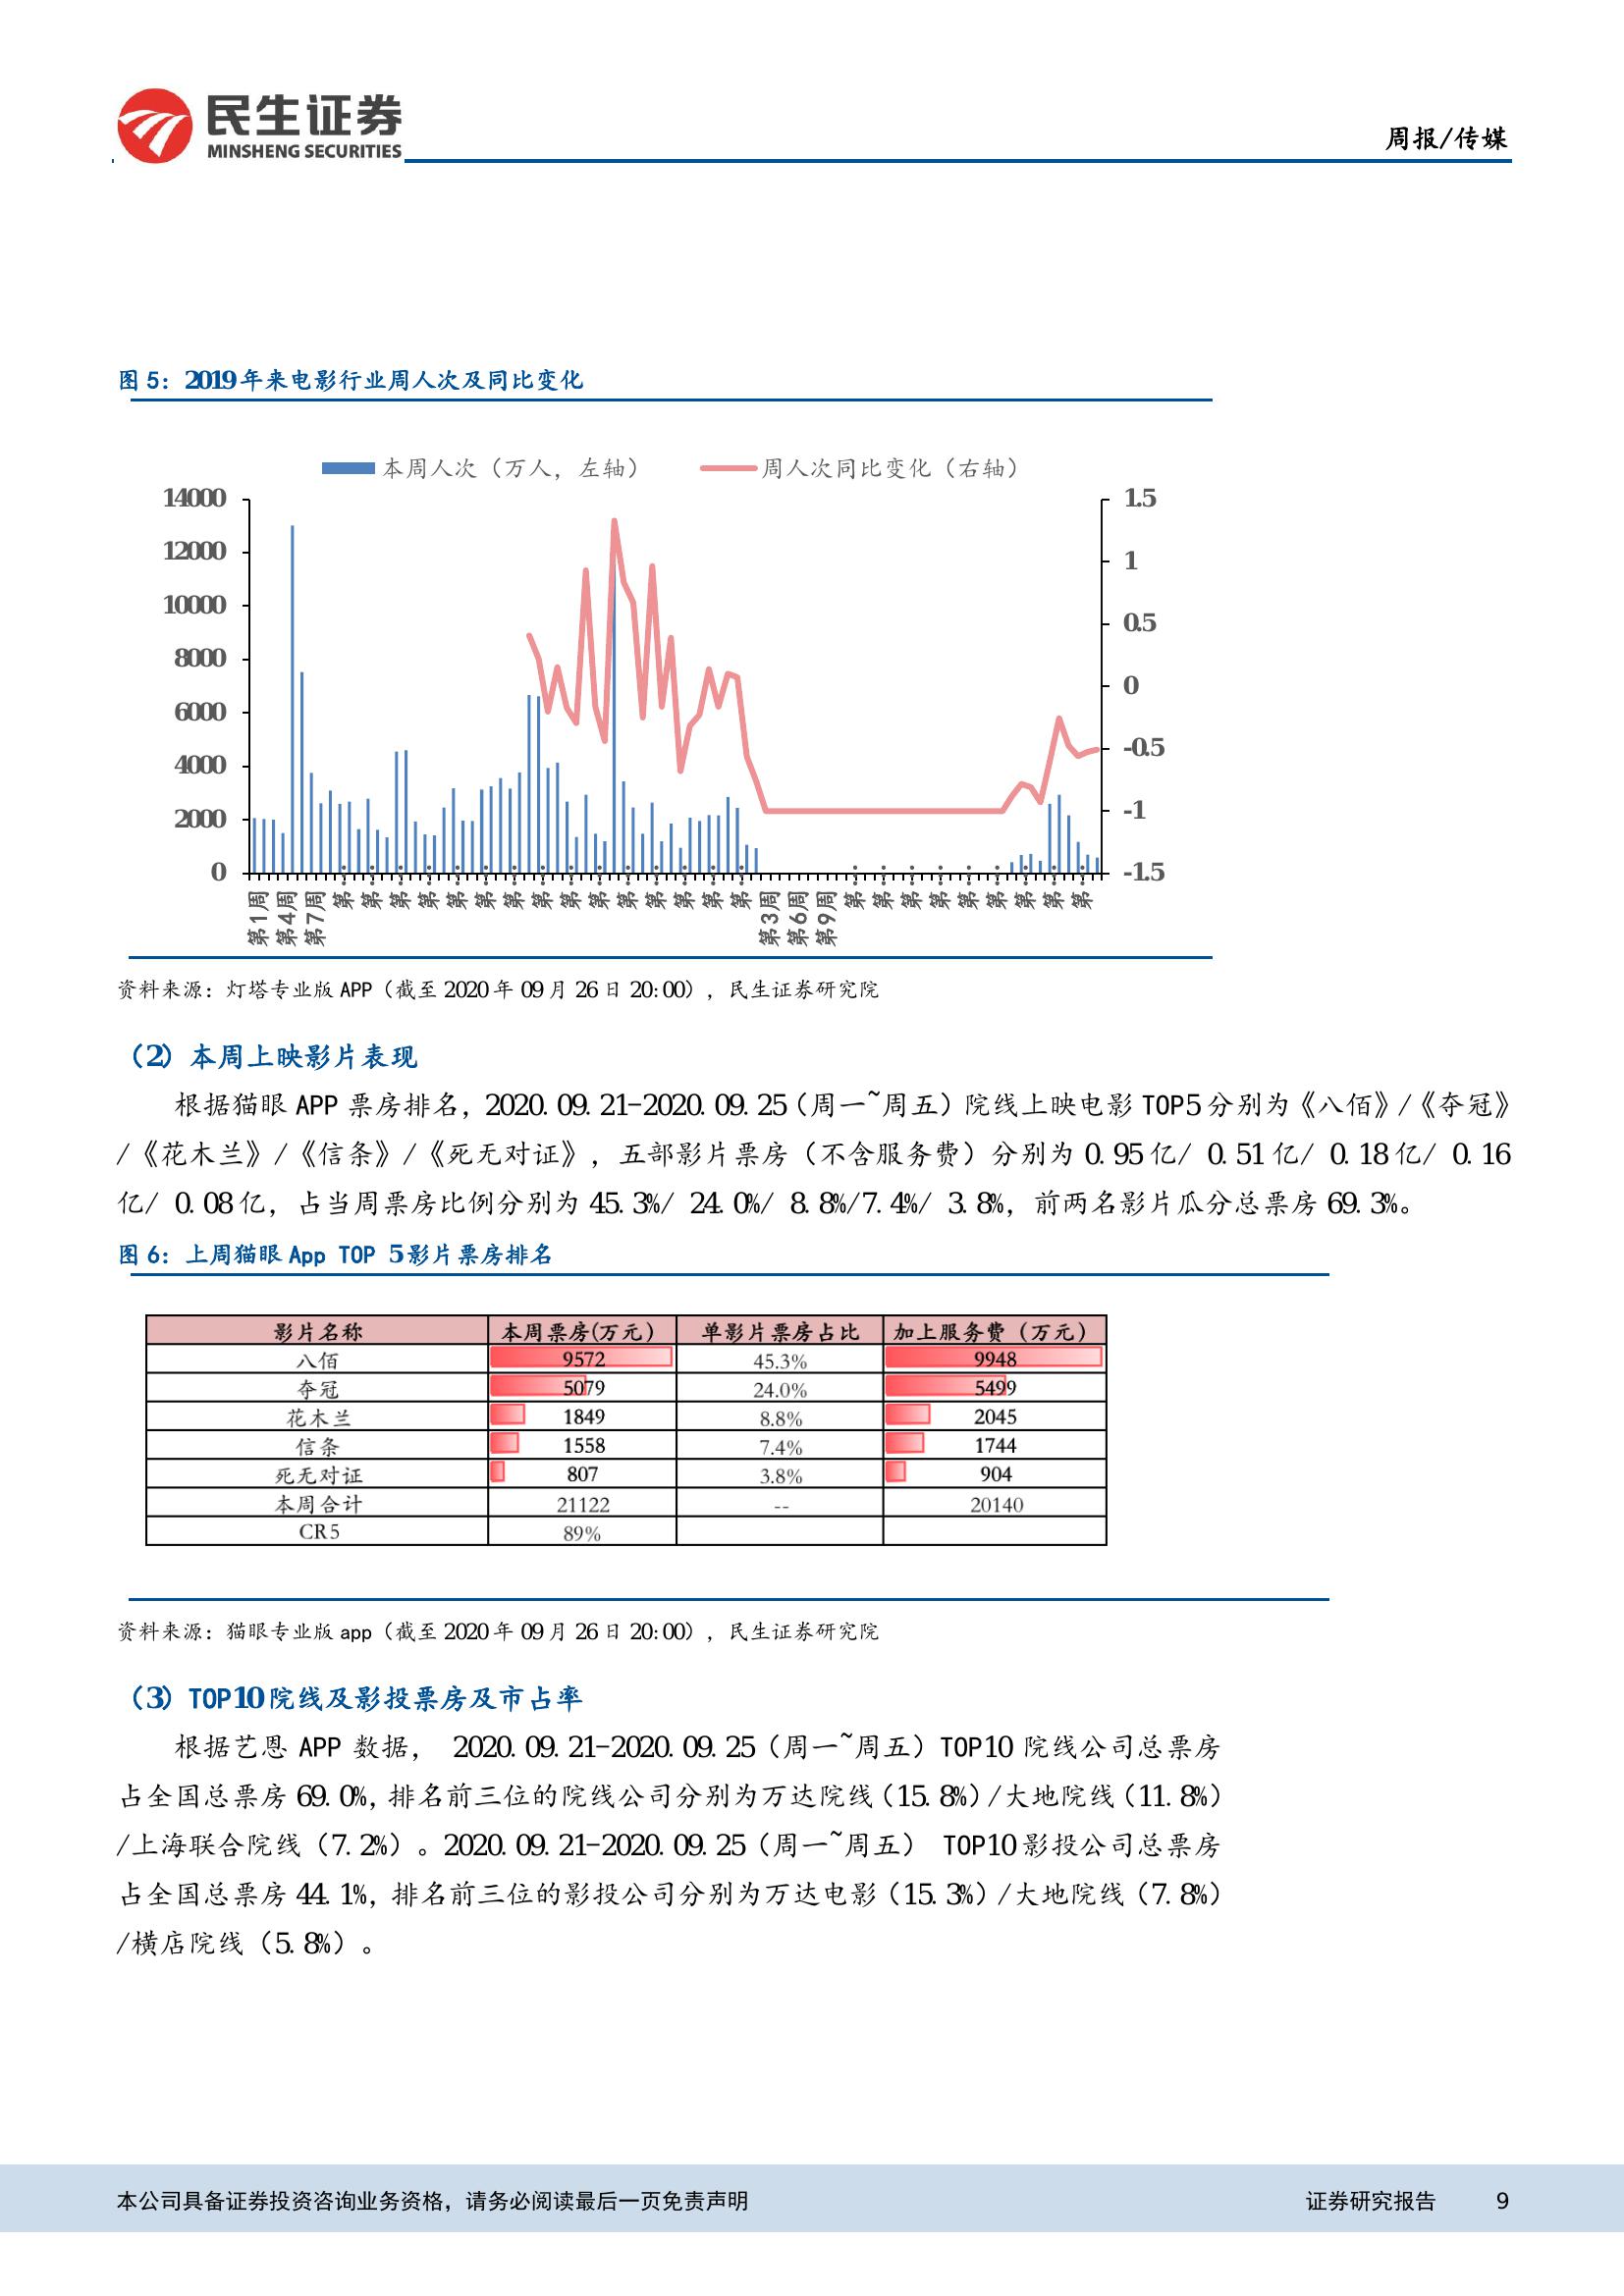 民生证券
MINSHENG SECURITIES
周报/传媒
图 5：2019年来电影行业周人次及同比变化
本周人次（万人，左轴）
周人次同比变化（右轴）
14000
12000
10000
8000
6000
4000
2000
0
1.5
1
0.5
0
-0.5
-1
-1.5
第1周 第4周 第7周 第… 第… 第… 第… 第… 第… 第… 第… 第… 第… 第… 第… 第… 第… 第… 第3周 第6周 第9周 第… 第… 第… 第… 第… 第… 第… 第… 第…
资料来源：灯塔专业版 APP（截至 2020 年 09 月 26 日 20:00），民生证券研究院
（2）本周上映影片表现
根据猫眼 APP 票房排名，2020.09.21-2020.09.25（周一~周五）院线上映电影 TOP5 分别为《八佰》/《夺冠》
/《花木兰》/《信条》/《死无对证》，五部影片票房（不含服务费）分别为 0.95 亿/ 0.51 亿/ 0.18 亿/ 0.16
亿/ 0.08 亿，占当周票房比例分别为 45.3%/ 24.0%/ 8.8%/7.4%/ 3.8%，前两名影片瓜分总票房 69.3%。
图 6：上周猫眼 App TOP 5影片票房排名
影片名称 本周票房(万元） 单影片票房占比 加上服务费（万元）
八佰 9572 45.3% 9948
夺冠 5079 24.0% 5499
花木兰 1849 8.8% 2045
信条 1558 7.4% 1744
死无对证 807 3.8% 904
本周合计 21122 -- 20140
CR5 89%
资料来源：猫眼专业版 app（截至 2020 年 09 月 26 日 20:00），民生证券研究院
（3）TOP10院线及影投票房及市占率
根据艺恩 APP 数据， 2020.09.21-2020.09.25（周一~周五）TOP10 院线公司总票房
占全国总票房 69.0%，排名前三位的院线公司分别为万达院线（15.8%）/大地院线（11.8%）
/上海联合院线（7.2%）。2020.09.21-2020.09.25（周一~周五） TOP10 影投公司总票房
占全国总票房 44.1%，排名前三位的影投公司分别为万达电影（15.3%）/大地院线（7.8%）
/横店院线（5.8%）。
本公司具备证券投资咨询业务资格，请务必阅读最后一页免责声明
证券研究报告 9